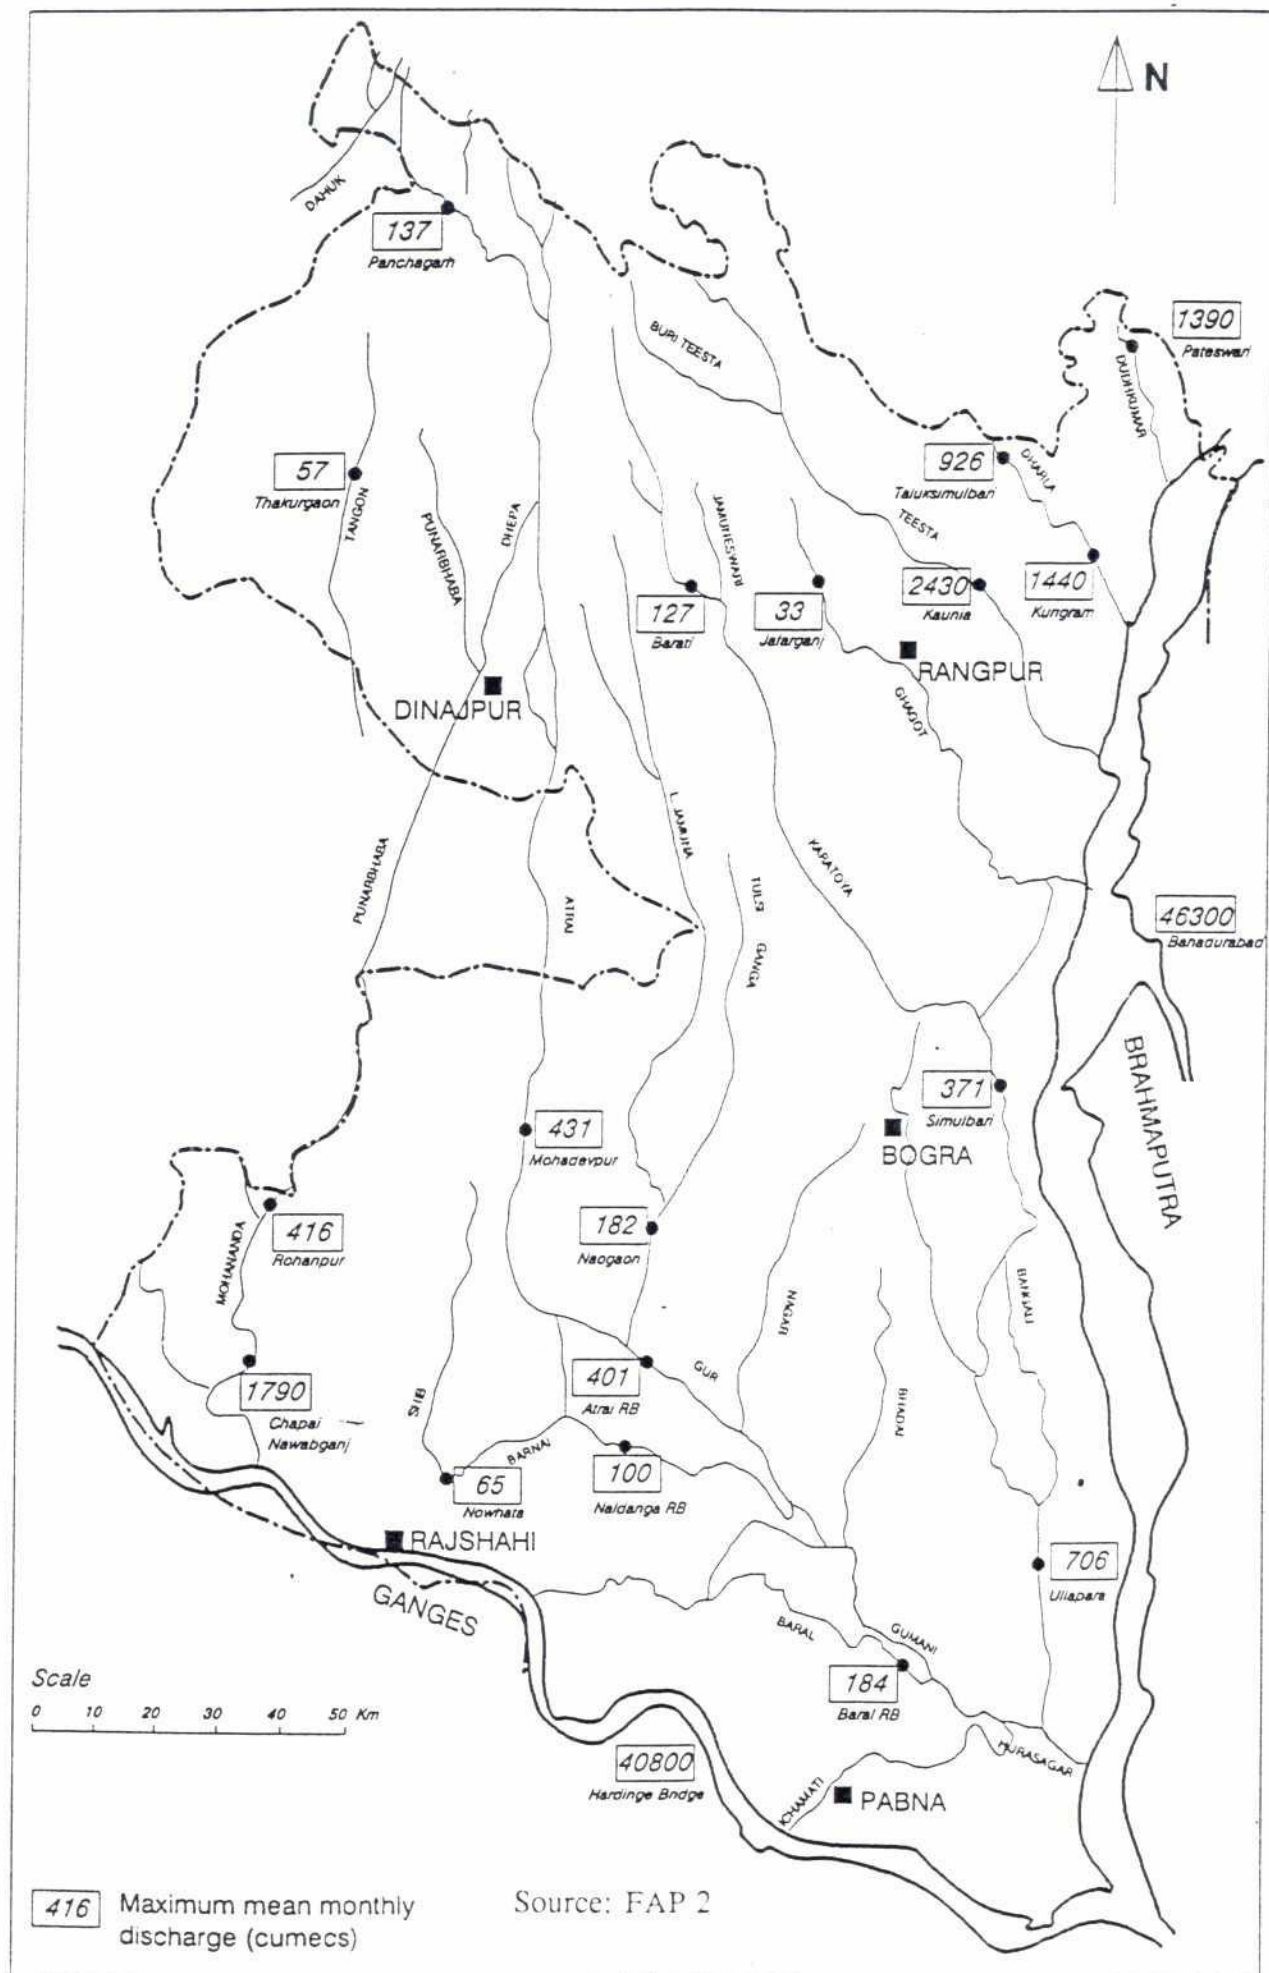 N
DAHUK
137
Panchagarh
1390
Pateswari
BURI TEESTA
DUDHKUMAR
57
Thakurgaon
TANGON
PUNARBHABA
DHEPA
926
Taluksimulbari
DHARLA
JAMUNESWARI
TEESTA
127
Barati
33
Jafarganj
2430
Kaunia
1440
Kurigram
RANGPUR
DINAJPUR
GHAGOT
L. JAMUNA
PUNARBHABA
ATRAI
TULSI GANGA
KARATOYA
46300
Bahadurabad
BRAHMAPUTRA
371
Simulbari
431
Mohadevpur
BOGRA
416
Rohanpur
MOHANANDA
182
Naogaon
NAGAR
BANGALI
1790
Chapai
Nawabganj
SHIB
401
Atrai RB
GUR
BHADAI
BARNAI
65
Nowhata
100
Naldanga RB
RAJSHAHI
706
Ullapara
GANGES
BARAL
GUMANI
184
Baral RB
Scale
0 10 20 30 40 50 Km
HURASAGAR
40800
Hardinge Bridge
ICHAMATI
PABNA
416 Maximum mean monthly
discharge (cumecs)
Source: FAP 2